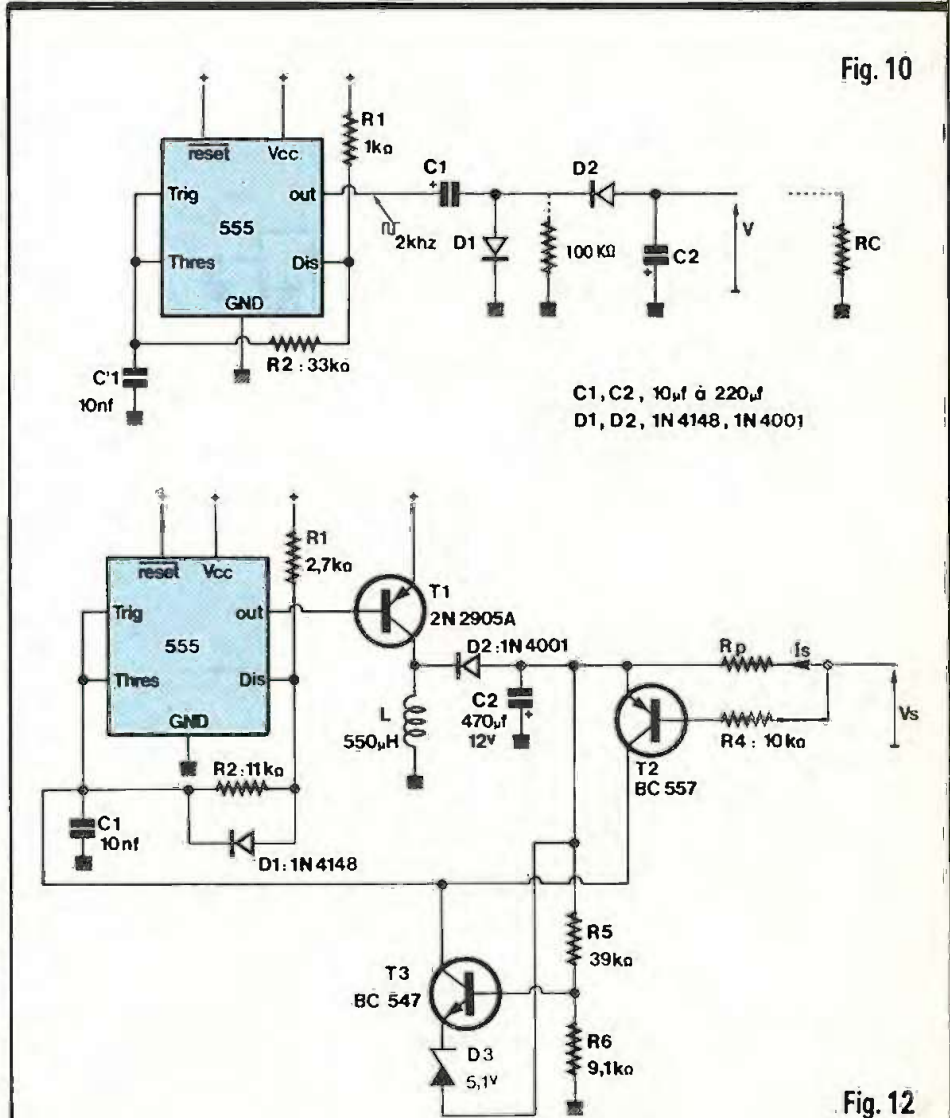 Fig. 10
+ + +
R1
1kΩ
reset Vcc
Trig out
555
Thres Dis
GND
R2 : 33kΩ
C'1
10nf
2khz
C1
+
D1
100 KΩ
D2
C2
+
V
RC
C1, C2, 10µf à 220µf
D1, D2, 1N 4148, 1N 4001
+ + + +
R1
2,7kΩ
reset Vcc
Trig out
555
Thres Dis
GND
R2 : 11kΩ
C1
10nf
D1 : 1N 4148
T1
2N 2905A
D2 : 1N 4001
L
550µH
C2
470µf
12V
+
Rp Is
R4 : 10kΩ
Vs
T2
BC 557
R5
39kΩ
T3
BC 547
R6
9,1kΩ
D3
5,1V
Fig. 12